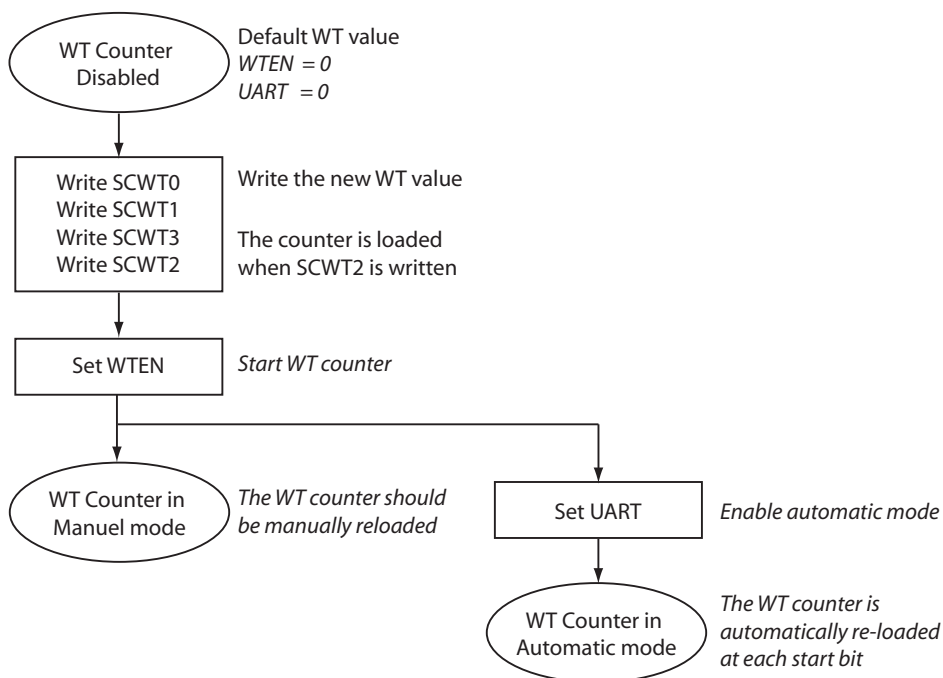 WT Counter
Disabled
Default WT value
WTEN = 0
UART = 0
Write SCWT0
Write SCWT1
Write SCWT3
Write SCWT2
Write the new WT value
The counter is loaded
when SCWT2 is written
Set WTEN
Start WT counter
WT Counter in
Manuel mode
The WT counter should
be manually reloaded
Set UART
Enable automatic mode
WT Counter in
Automatic mode
The WT counter is
automatically re-loaded
at each start bit